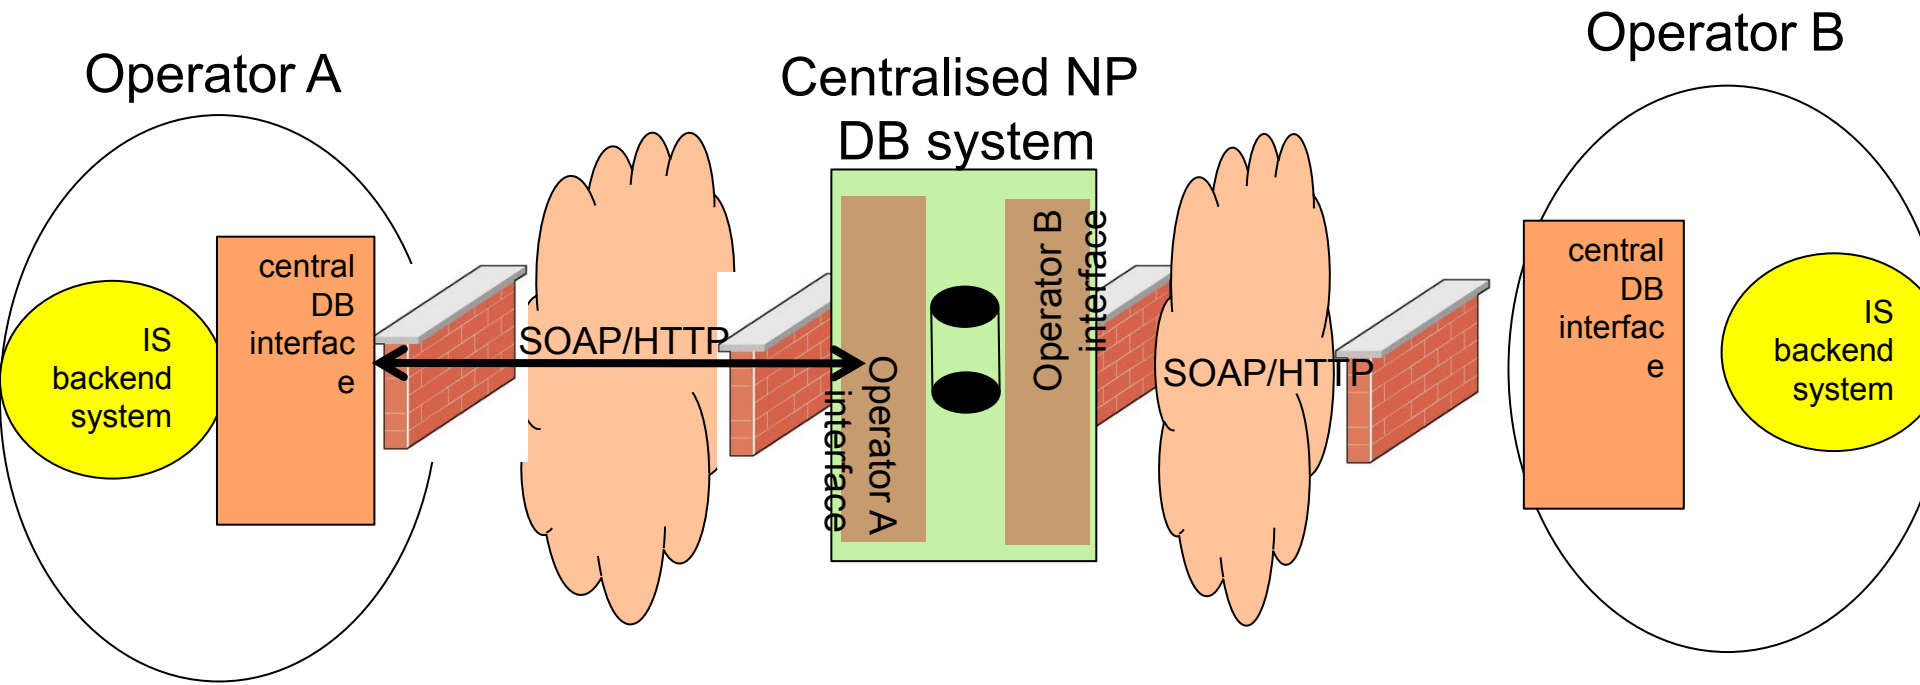 Operator A
Centralised NP
DB system
Operator B
IS
backend
system
central
DB
interfac
e
SOAP/HTTP
Operator A
interface
Operator B
interface
SOAP/HTTP
central
DB
interfac
e
IS
backend
system